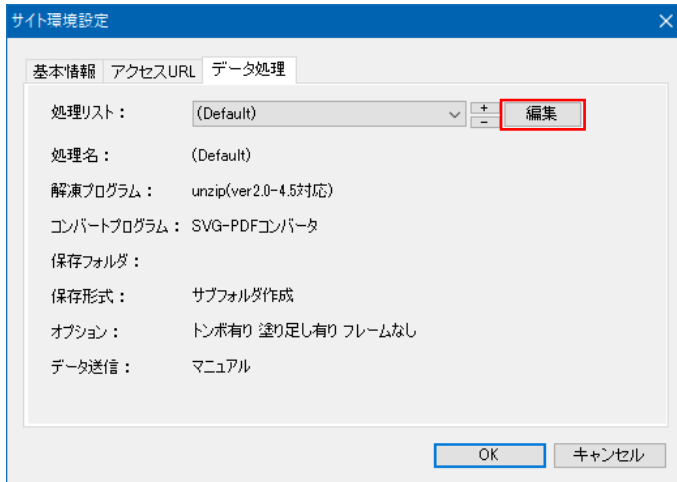 サイト環境設定
基本情報 アクセスURL データ処理
処理リスト： (Default) + - 編集
処理名： (Default)
解凍プログラム： unzip(ver2.0-4.5対応)
コンバートプログラム： SVG-PDFコンバータ
保存フォルダ：
保存形式： サブフォルダ作成
オプション： トンボ有り 塗り足し有り フレームなし
データ送信： マニュアル
OK キャンセル